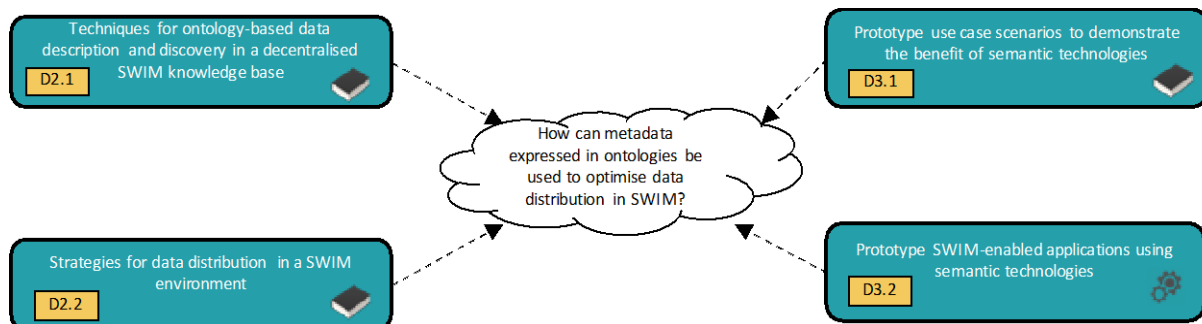 Techniques for ontology-based data
description and discovery in a decentralised
SWIM knowledge base
D2.1
Prototype use case scenarios to demonstrate
the benefit of semantic technologies
D3.1
How can metadata
expressed in ontologies be
used to optimise data
distribution in SWIM?
Strategies for data distribution in a SWIM
environment
D2.2
Prototype SWIM-enabled applications using
semantic technologies
D3.2